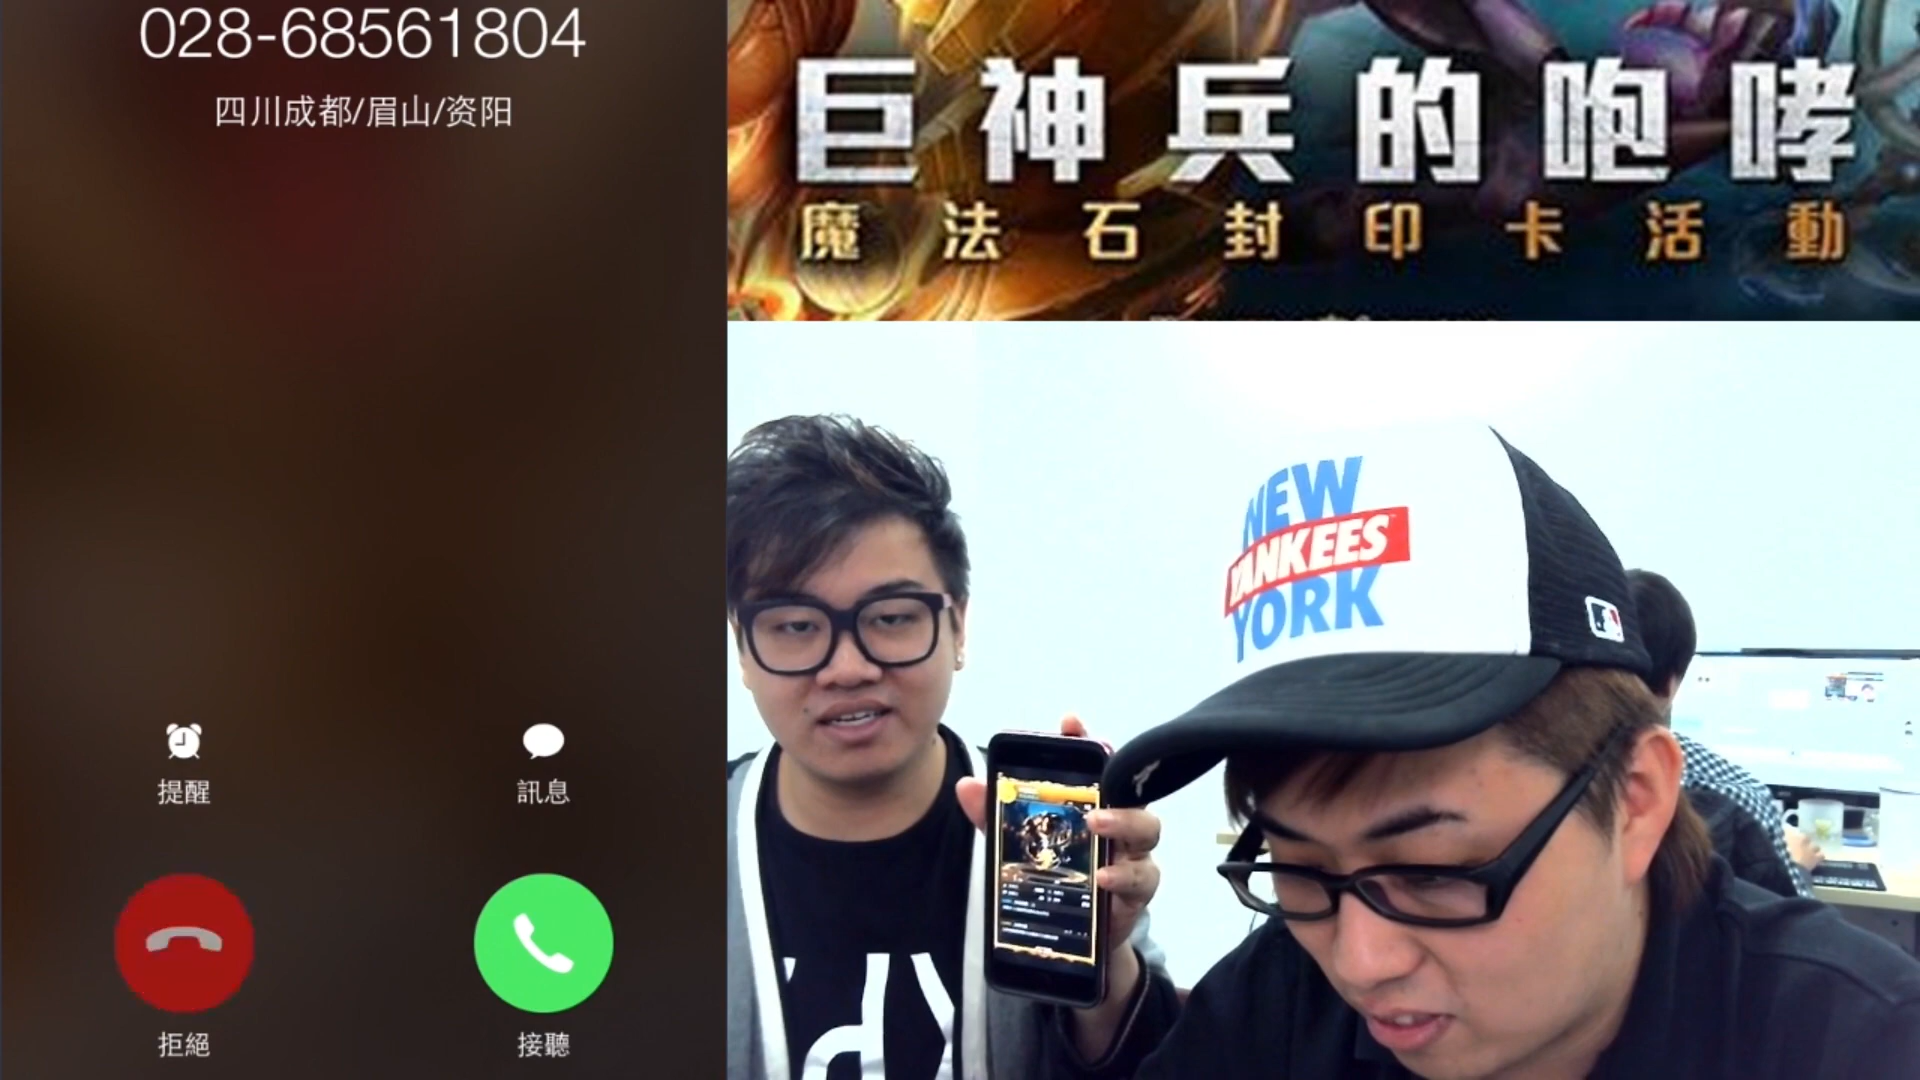 028-68561804
四川成都/眉山/资阳
提醒
訊息
拒絕
接聽
巨神兵的咆哮
魔法石封印卡活動
NEW
YANKEES
YORK